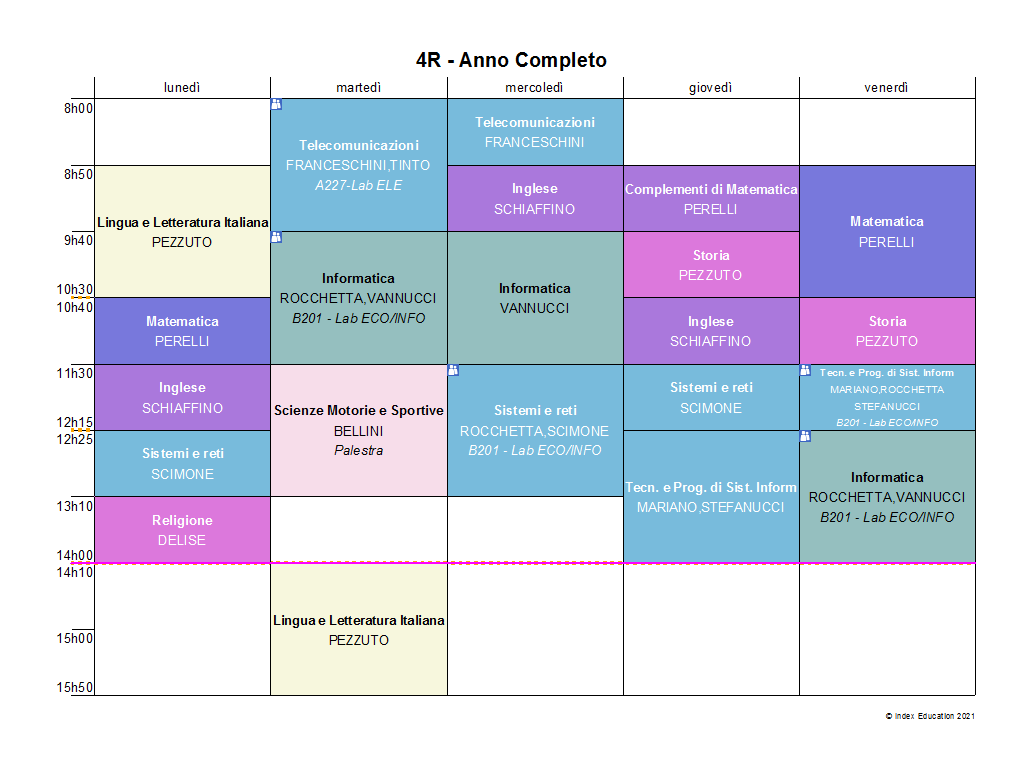 4R - Anno Completo
lunedì
martedì
mercoledì
giovedì
venerdì
8h00
8h50
9h40
10h30
10h40
11h30
12h15
12h25
13h10
14h00
14h10
15h00
15h50
Lingua e Letteratura Italiana
PEZZUTO
Matematica
PERELLI
Inglese
SCHIAFFINO
Sistemi e reti
SCIMONE
Religione
DELISE
Telecomunicazioni
FRANCESCHINI,TINTO
A227-Lab ELE
Informatica
ROCCHETTA,VANNUCCI
B201 - Lab ECO/INFO
Scienze Motorie e Sportive
BELLINI
Palestra
Lingua e Letteratura Italiana
PEZZUTO
Telecomunicazioni
FRANCESCHINI
Inglese
SCHIAFFINO
Informatica
VANNUCCI
Sistemi e reti
ROCCHETTA,SCIMONE
B201 - Lab ECO/INFO
Complementi di Matematica
PERELLI
Storia
PEZZUTO
Inglese
SCHIAFFINO
Sistemi e reti
SCIMONE
Tecn. e Prog. di Sist. Inform
MARIANO,STEFANUCCI
Matematica
PERELLI
Storia
PEZZUTO
Tecn. e Prog. di Sist. Inform
MARIANO,ROCCHETTA
STEFANUCCI
B201 - Lab ECO/INFO
Informatica
ROCCHETTA,VANNUCCI
B201 - Lab ECO/INFO
© Index Education 2021